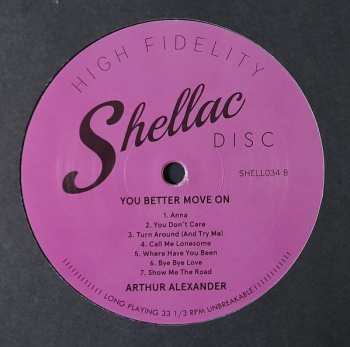 HIGH FIDELITY
Shellac
DISC
SHELL034 B
YOU BETTER MOVE ON
1. Anna
2. You Don't Care
3. Turn Around (And Try Me)
4. Call Me Lonesome
5. Where Have You Been
6. Bye Bye Love
7. Show Me The Road
ARTHUR ALEXANDER
LONG PLAYING 33 1/3 RPM UNBREAKABLE